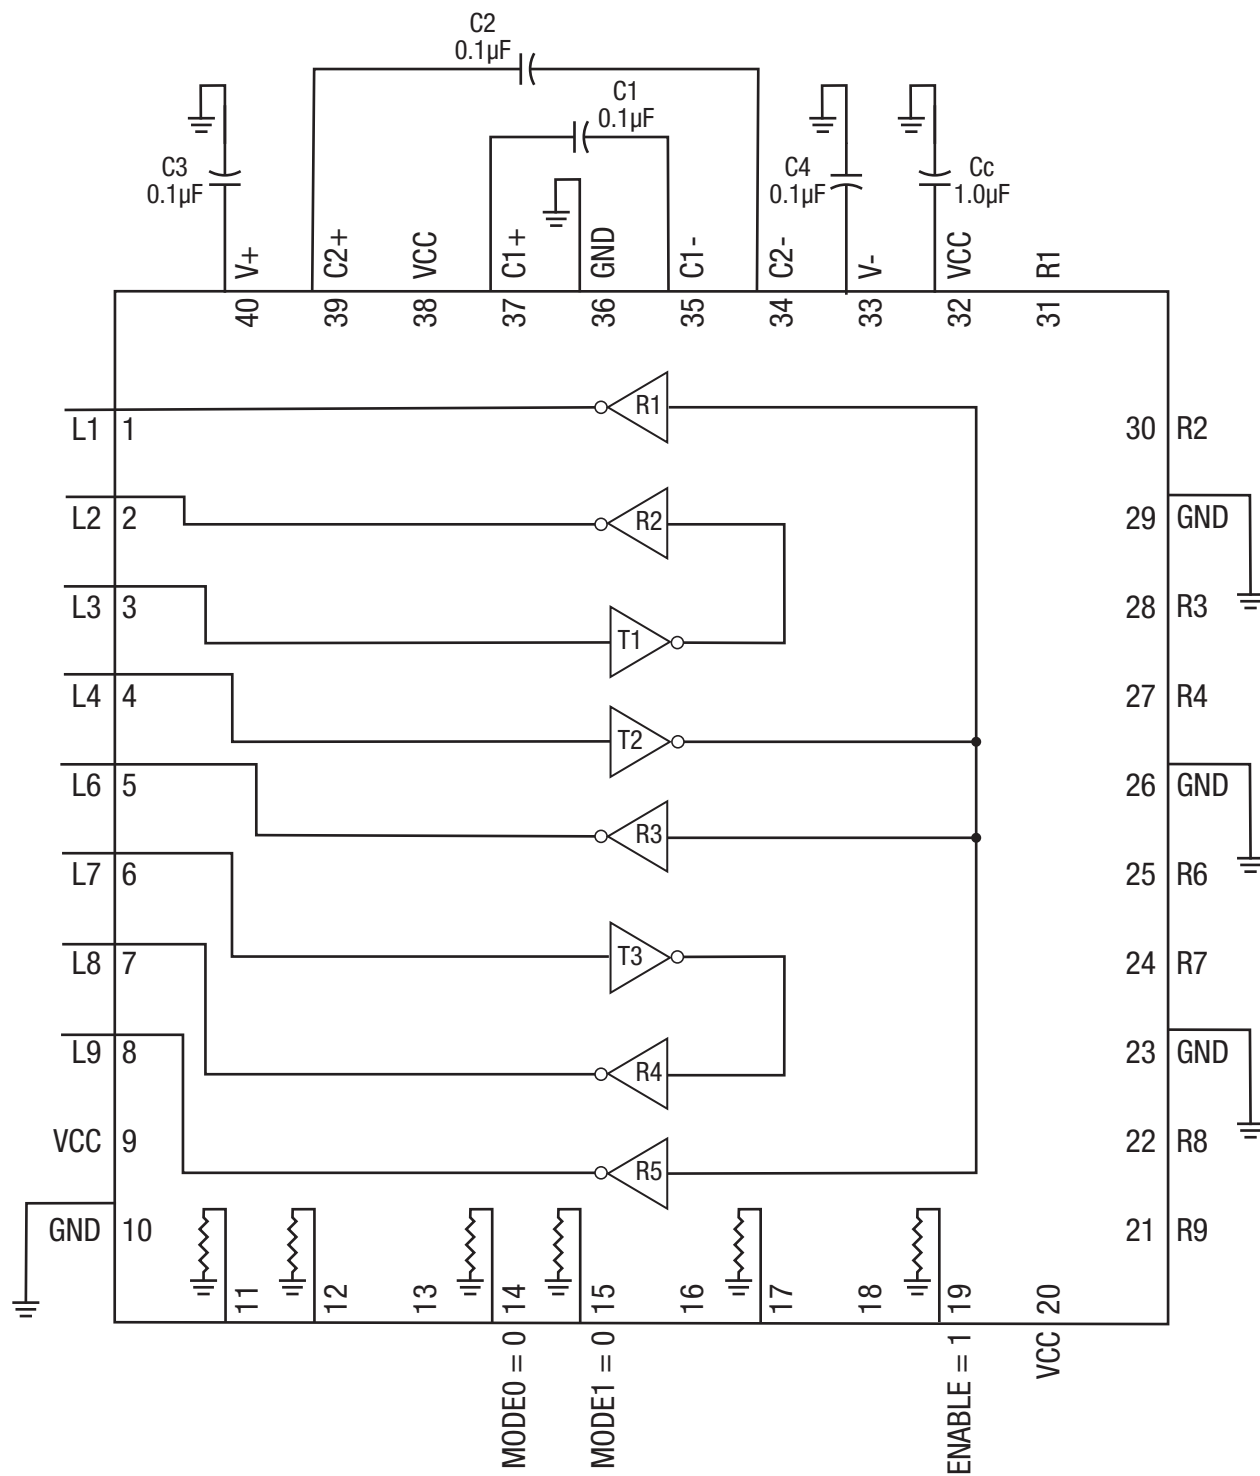 C2
0.1µF
C1
0.1µF
C3
0.1µF
C4
0.1µF
Cc
1.0µF
V+
C2+
VCC
C1+
GND
C1-
C2-
V-
VCC
R1
40
39
38
37
36
35
34
33
32
31
R1
L1 1
30 R2
R2
L2 2
29 GND
L3 3
28 R3
T1
L4 4
27 R4
T2
L6 5
26 GND
R3
L7 6
25 R6
T3
L8 7
24 R7
L9 8
23 GND
R4
VCC 9
22 R8
R5
GND 10
21 R9
11
12
13
14
15
16
17
18
19
20
MODE0 = 0
MODE1 = 0
ENABLE = 1
VCC